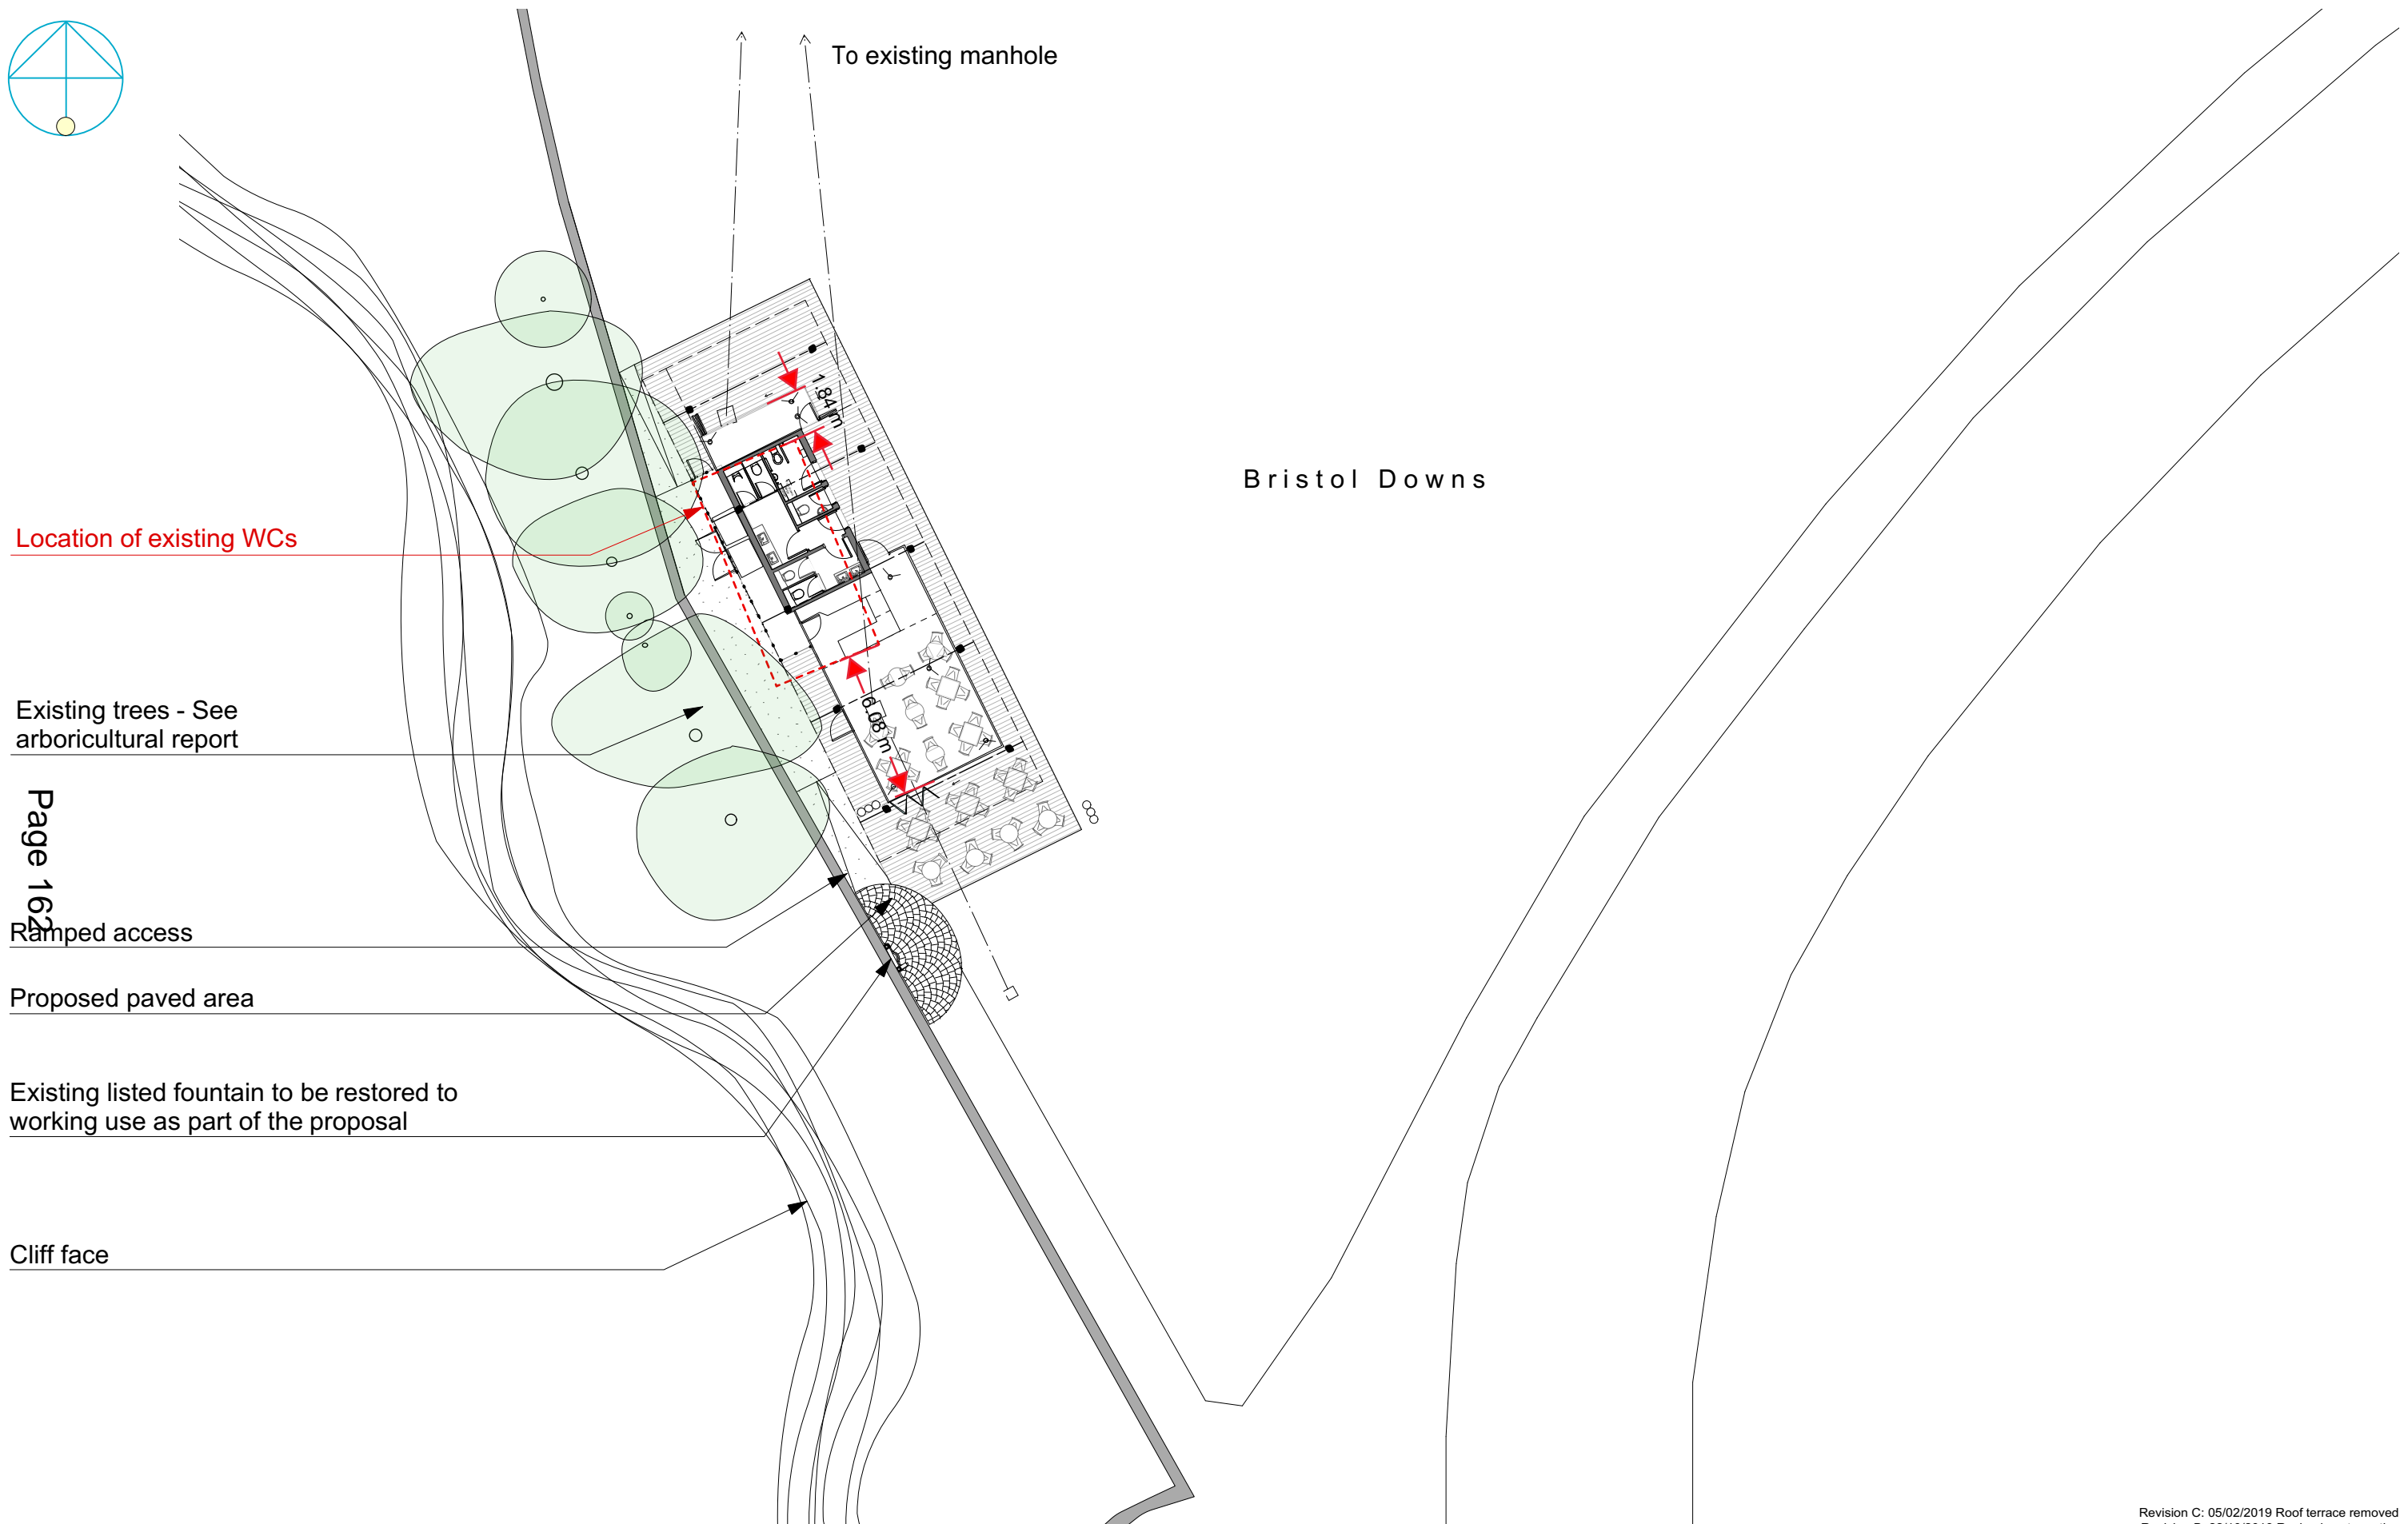 To existing manhole
1.84 m
Bristol Downs
Location of existing WCs
Existing trees - See
arboricultural report
6.08 m
Page 162
Ramped access
Proposed paved area
Existing listed fountain to be restored to
working use as part of the proposal
Cliff face
Revision C: 05/02/2019 Roof terrace removed